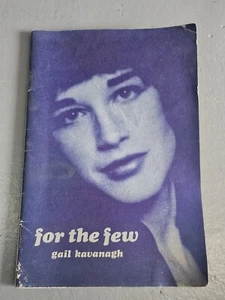 for the few
gail kavanagh